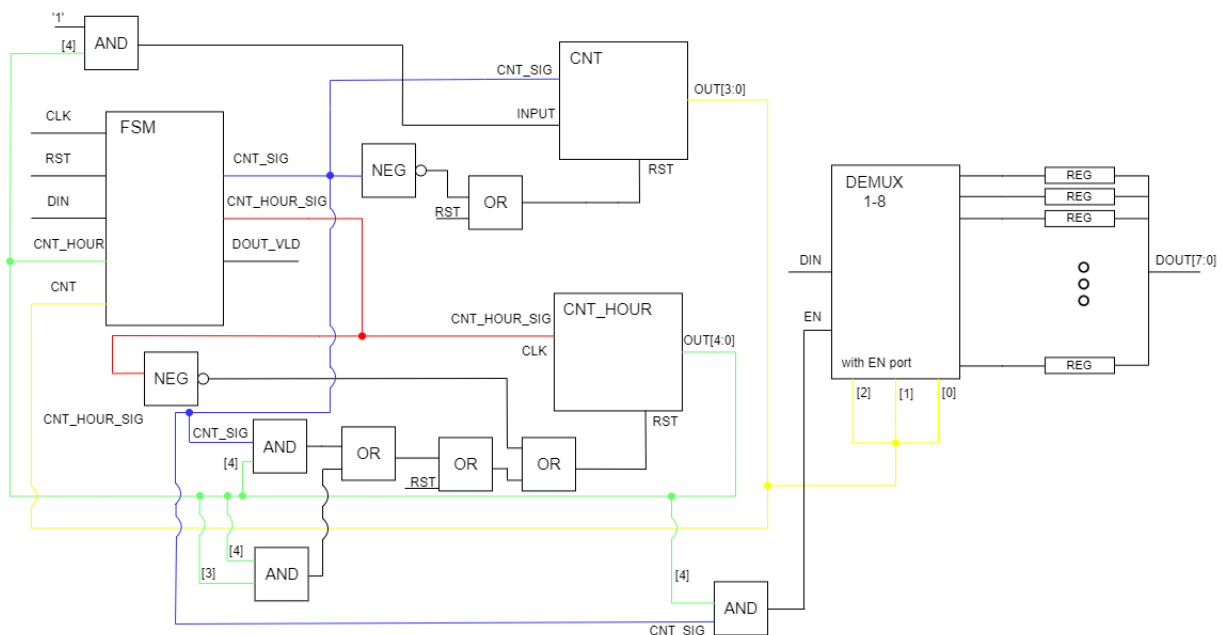 '1'
[4]
AND
CNT
CNT_SIG
INPUT
OUT[3:0]
RST
FSM
CLK
RST
DIN
CNT_HOUR
CNT
CNT_SIG
CNT_HOUR_SIG
DOUT_VLD
NEG
RST
OR
DEMUX
1-8
DIN
EN
with EN port
[2]
[1]
[0]
REG
REG
REG
REG
DOUT[7:0]
CNT_HOUR
CNT_HOUR_SIG
CLK
OUT[4:0]
RST
NEG
CNT_HOUR_SIG
CNT_SIG
[4]
AND
OR
RST
OR
OR
[4]
[3]
AND
[4]
CNT_SIG
AND